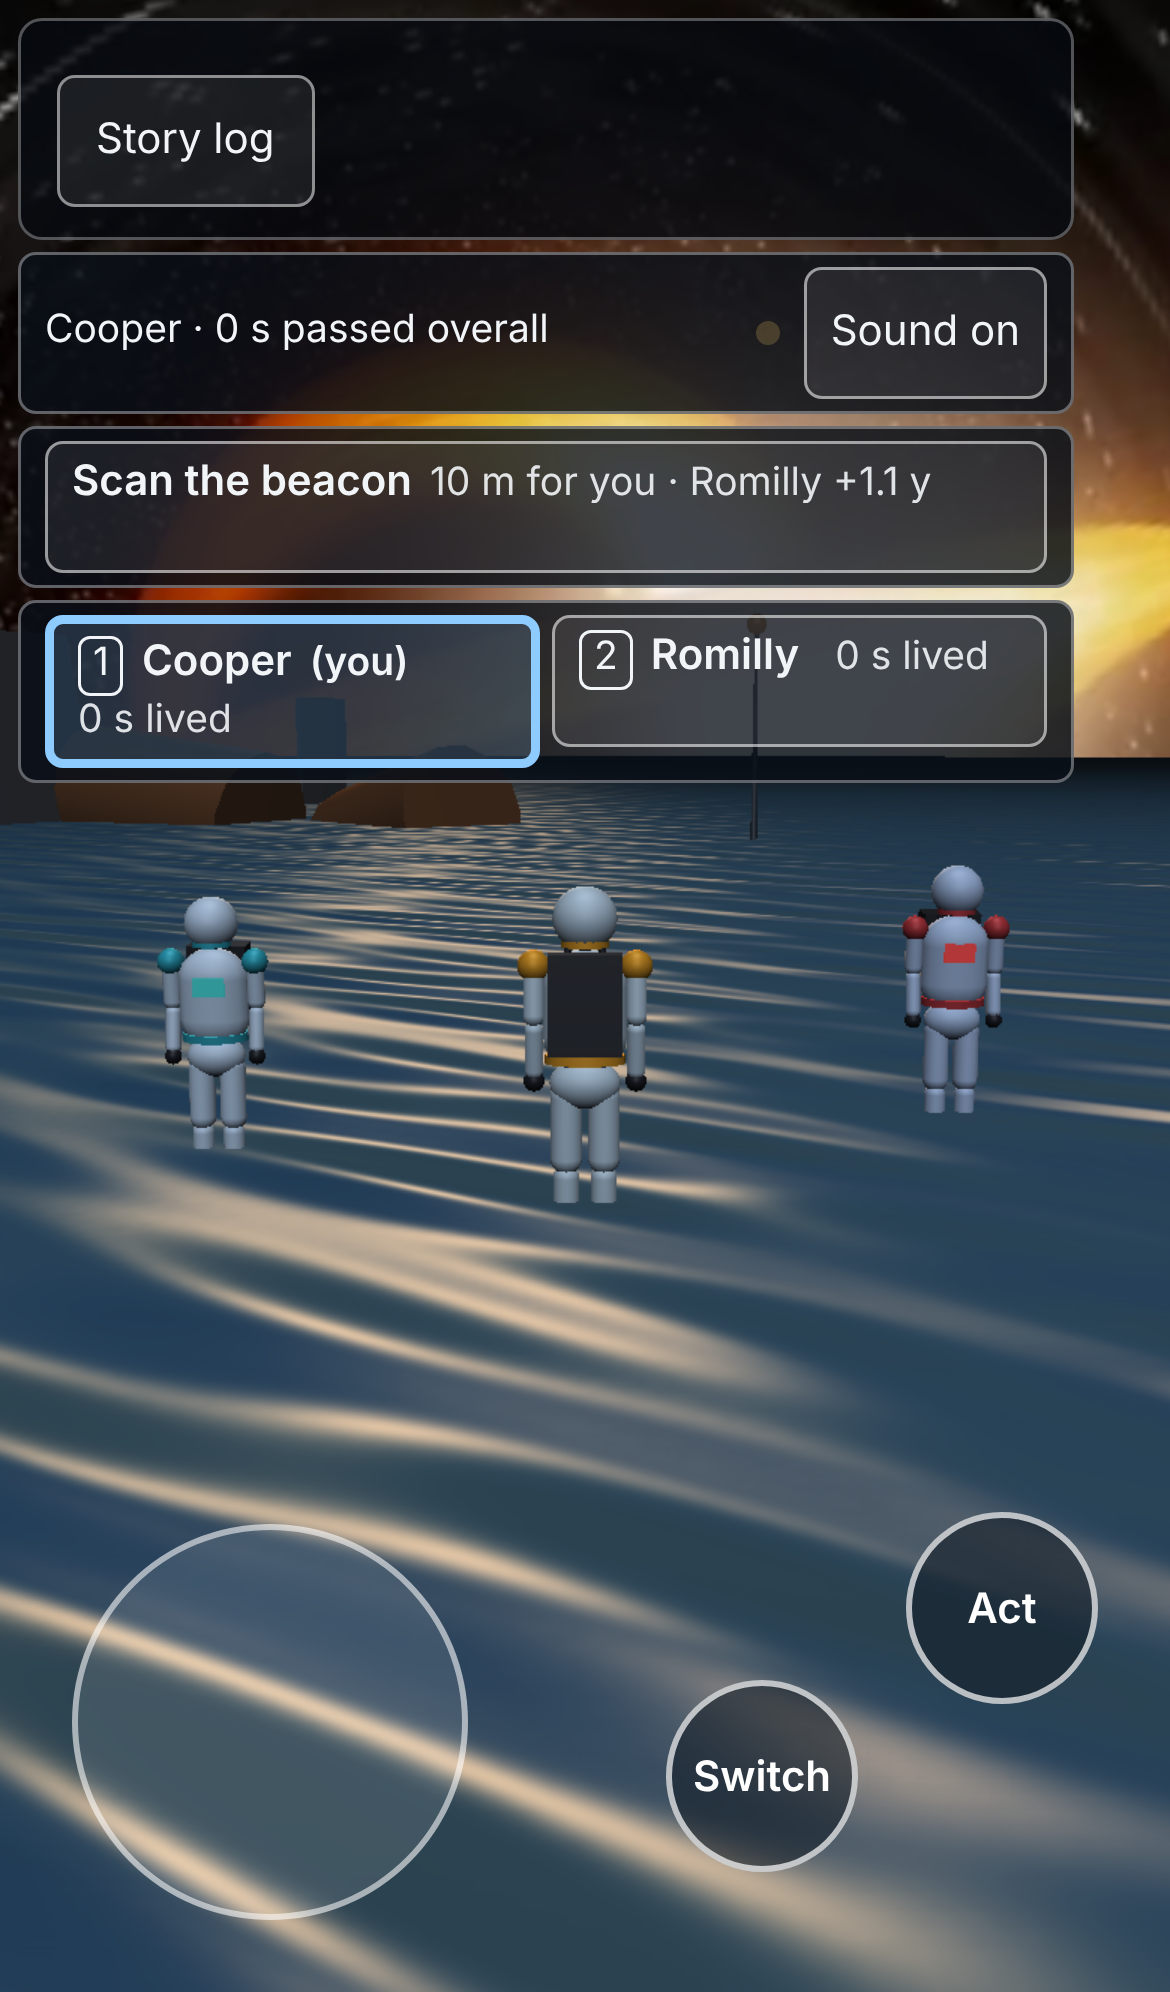 Story log
Cooper · 0 s passed overall
Sound on
Scan the beacon 10 m for you · Romilly +1.1 y
1 Cooper (you)
0 s lived
2 Romilly 0 s lived
Act
Switch